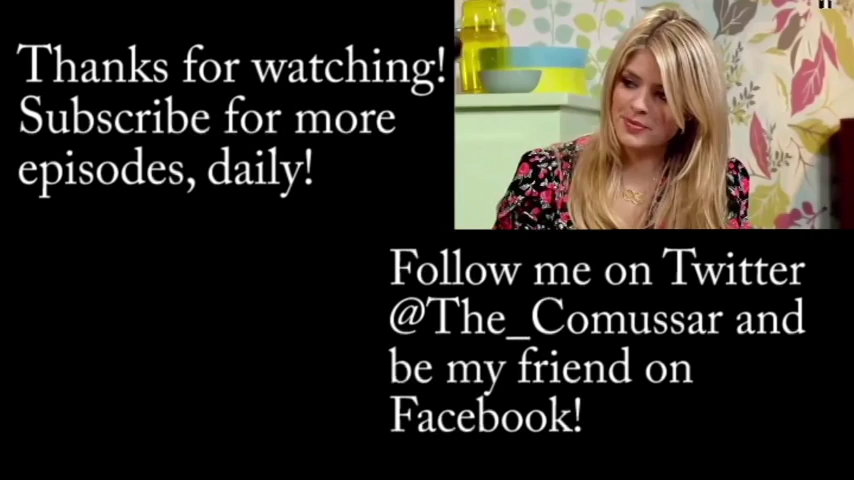 Thanks for watching!
Subscribe for more
episodes, daily!
Follow me on Twitter
@The_Comussar and
be my friend on
Facebook!